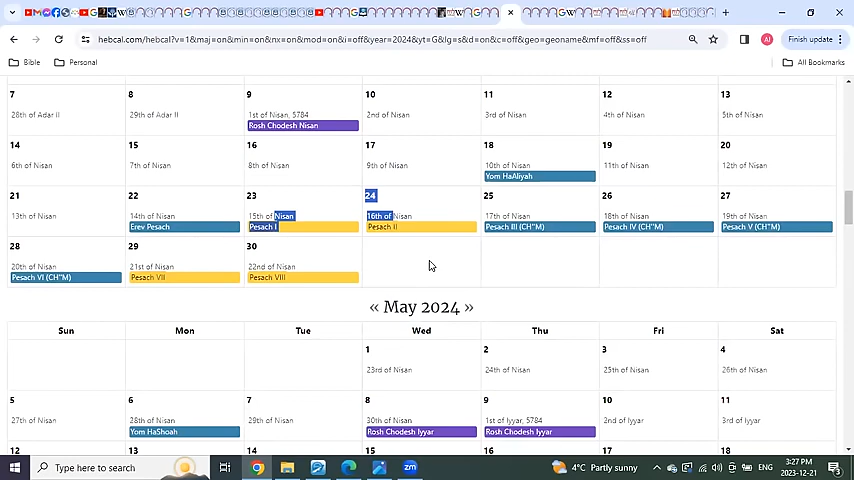 hebcal.com/hebcal?v=1&maj=on&min=on&nx=on&mod=on&i=off&year=2024&yt=G&lg=s&d=on&c=off&geo=geoname&mf=off&ss=off
Finish update
Bible
Personal
All Bookmarks
7 8 9 10 11 12 13
28th of Adar II 29th of Adar II 1st of Nisan, 5784 2nd of Nisan 3rd of Nisan 4th of Nisan 5th of Nisan
Rosh Chodesh Nisan
14 15 16 17 18 19 20
6th of Nisan 7th of Nisan 8th of Nisan 9th of Nisan 10th of Nisan 11th of Nisan 12th of Nisan
Yom HaAliyah
21 22 23 24 25 26 27
13th of Nisan 14th of Nisan 15th of Nisan 16th of Nisan 17th of Nisan 18th of Nisan 19th of Nisan
Erev Pesach Pesach I Pesach II Pesach III (CH"M) Pesach IV (CH"M) Pesach V (CH"M)
28 29 30
20th of Nisan 21st of Nisan 22nd of Nisan
Pesach VI (CH"M) Pesach VII Pesach VIII
« May 2024 »
Sun Mon Tue Wed Thu Fri Sat
1 2 3 4
23rd of Nisan 24th of Nisan 25th of Nisan 26th of Nisan
5 6 7 8 9 10 11
27th of Nisan 28th of Nisan 29th of Nisan 30th of Nisan 1st of Iyyar, 5784 2nd of Iyyar 3rd of Iyyar
Yom HaShoah Rosh Chodesh Iyyar Rosh Chodesh Iyyar
12 13 14 15 16 17 18
Type here to search
4°C Partly sunny
ENG
3:27 PM
2023-12-21